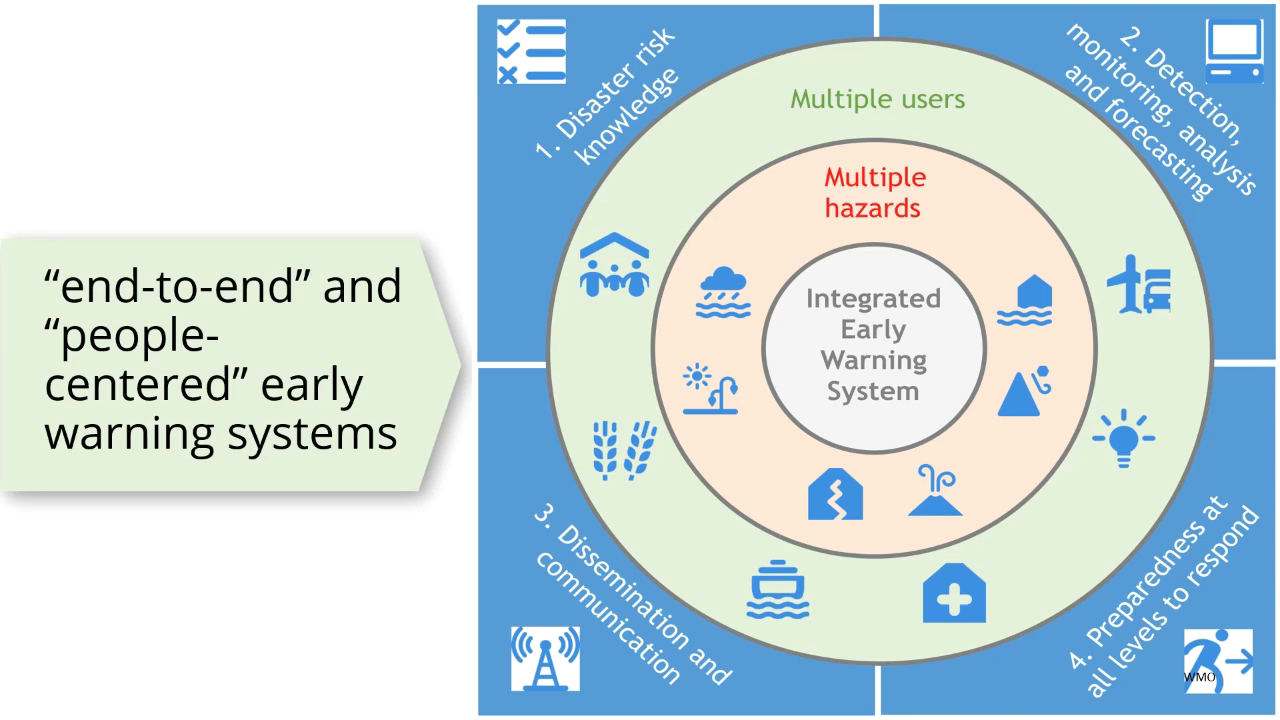 “end-to-end” and
“people-
centered” early
warning systems
1. Disaster risk
knowledge
2. Detection,
monitoring, analysis
and forecasting
Multiple users
Multiple
hazards
Integrated
Early
Warning
System
3. Dissemination and
communication
4. Preparedness at
all levels to respond
WMO